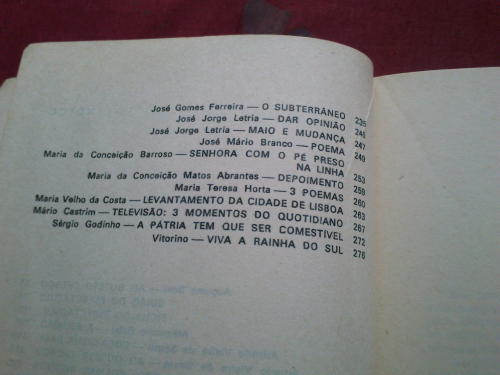 José Gomes Ferreira — O SUBTERRÂNEO 235
José Jorge Letria — DAR OPINIÃO 246
José Jorge Letria — MAIO E MUDANÇA 247
José Mário Branco — POEMA 249
Maria da Conceição Barroso — SENHORA COM O PÉ PRESO
NA LINHA 253
Maria da Conceição Matos Abrantes — DEPOIMENTO 259
Maria Teresa Horta — 3 POEMAS 260
Maria Velho da Costa — LEVANTAMENTO DA CIDADE DE LISBOA 263
Mário Castrim — TELEVISÃO: 3 MOMENTOS DO QUOTIDIANO 267
Sérgio Godinho — A PÁTRIA TEM QUE SER COMESTÍVEL 272
Vitorino — VIVA A RAINHA DO SUL 276